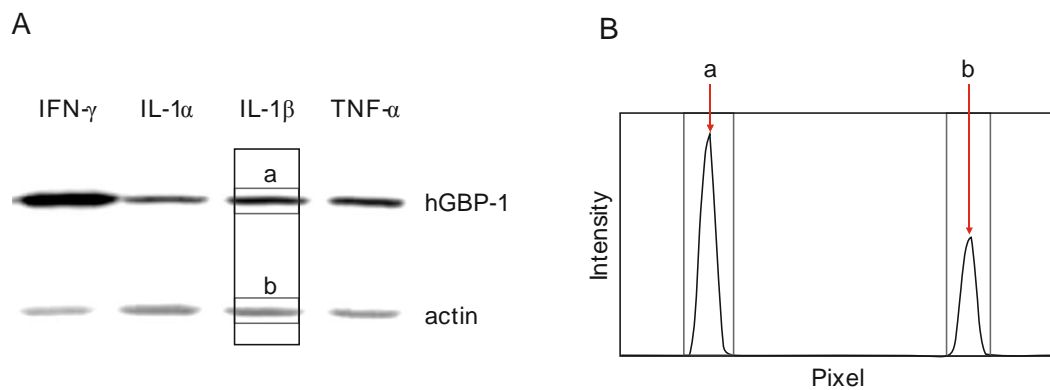 A
IFN-γ IL-1α IL-1β TNF-α
a
hGBP-1
b
actin
B
a b
Intensity
Pixel